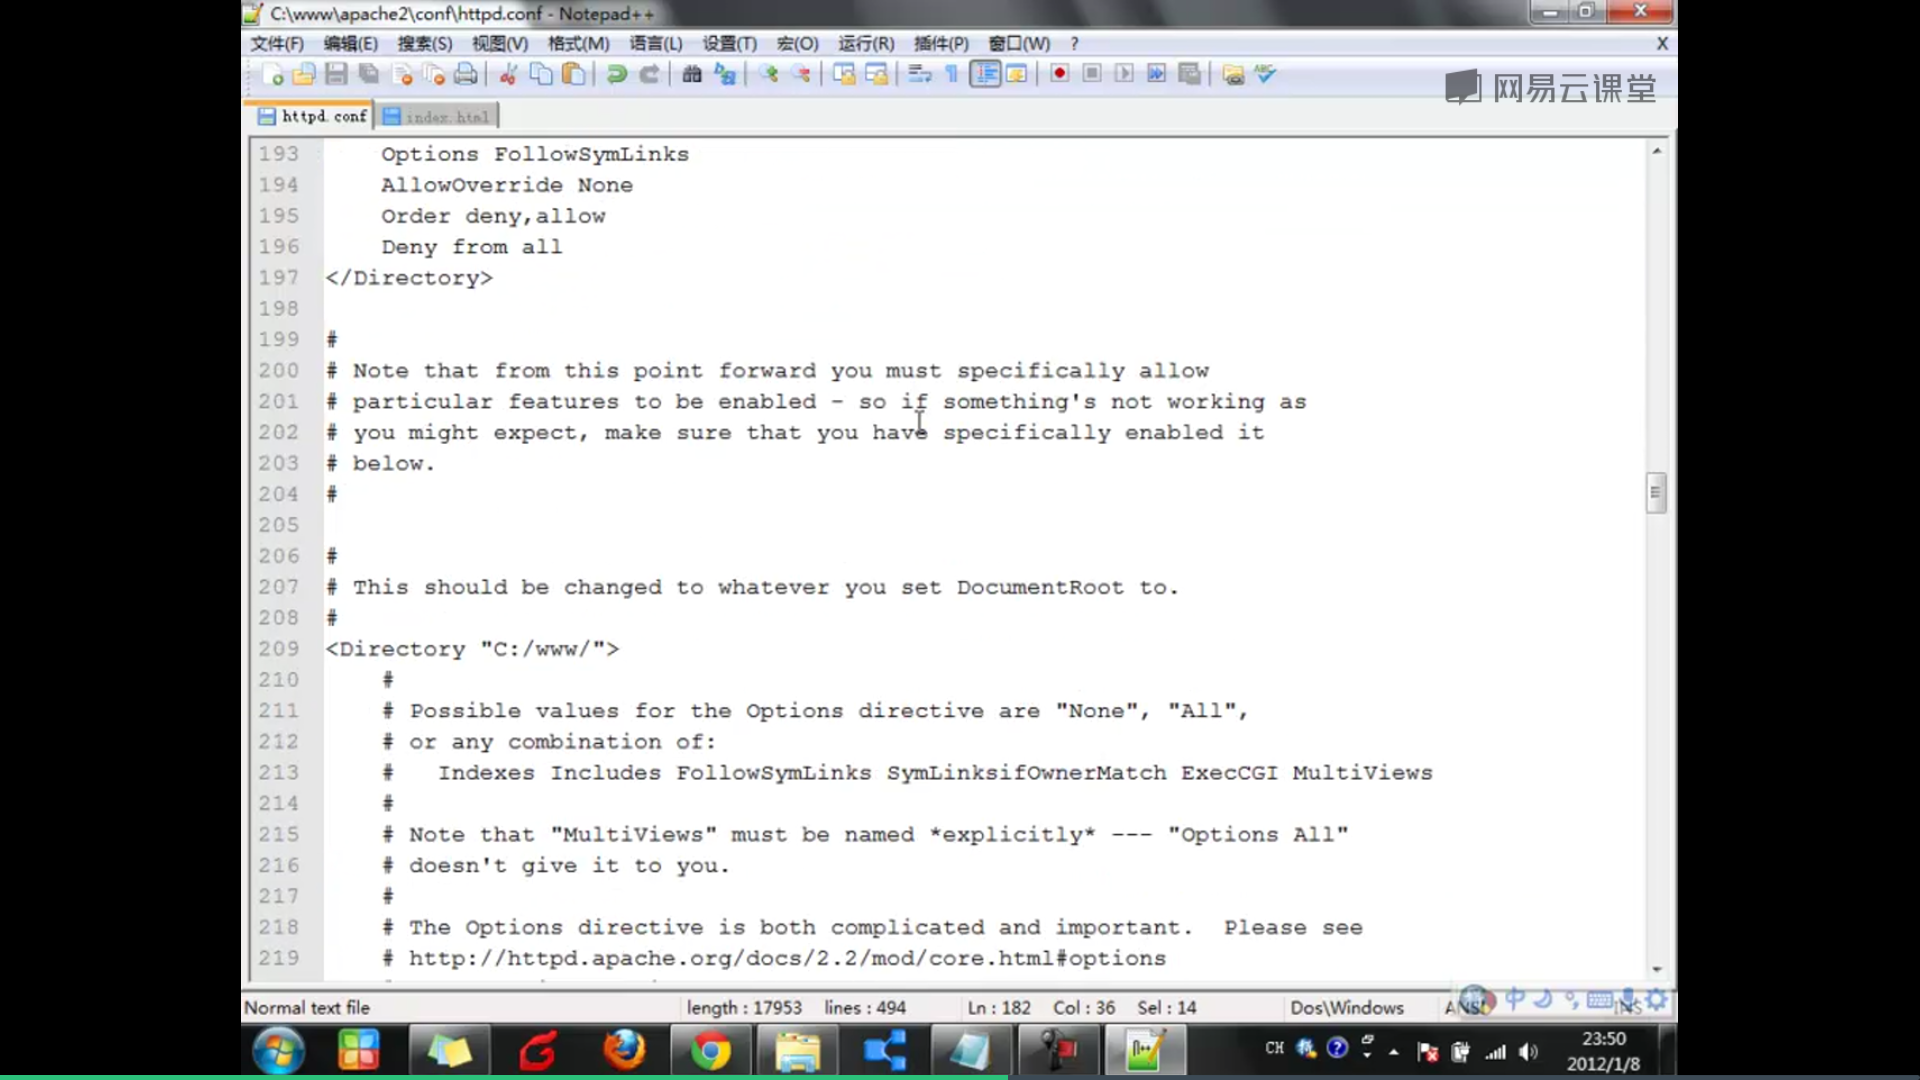 C:\www\apache2\conf\httpd.conf - Notepad++
文件(F) 编辑(E) 搜索(S) 视图(V) 格式(M) 语言(L) 设置(T) 宏(O) 运行(R) 插件(P) 窗口(W) ? X
网易云课堂
httpd.conf index.html
193 Options FollowSymLinks
194 AllowOverride None
195 Order deny,allow
196 Deny from all
197 </Directory>
198
199 #
200 # Note that from this point forward you must specifically allow
201 # particular features to be enabled - so if something's not working as
202 # you might expect, make sure that you have specifically enabled it
203 # below.
204 #
205
206 #
207 # This should be changed to whatever you set DocumentRoot to.
208 #
209 <Directory "C:/www/">
210 #
211 # Possible values for the Options directive are "None", "All",
212 # or any combination of:
213 # Indexes Includes FollowSymLinks SymLinksifOwnerMatch ExecCGI MultiViews
214 #
215 # Note that "MultiViews" must be named *explicitly* --- "Options All"
216 # doesn't give it to you.
217 #
218 # The Options directive is both complicated and important. Please see
219 # http://httpd.apache.org/docs/2.2/mod/core.html#options
Normal text file length : 17953 lines : 494 Ln : 182 Col : 36 Sel : 14 Dos\Windows ANSI 中 INS
CH 23:50
2012/1/8